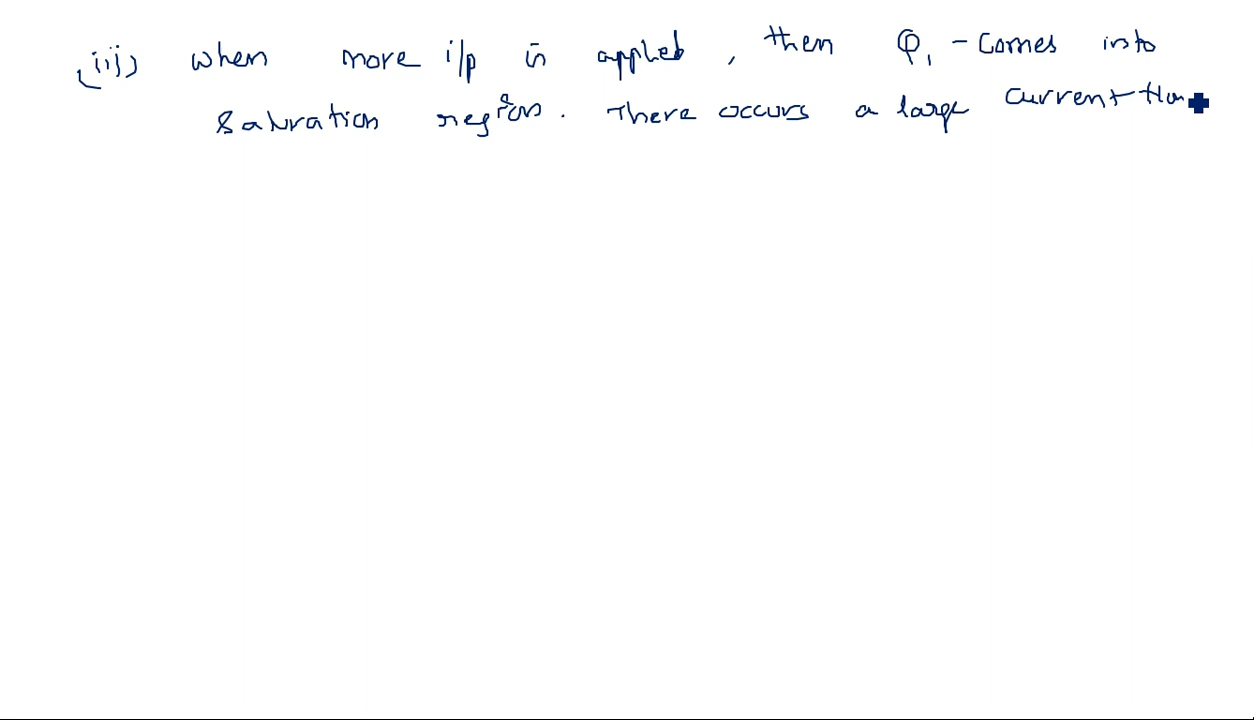 (iii) when more i/p is applied, then Q₁ - comes into
saturation region. There occurs a large current